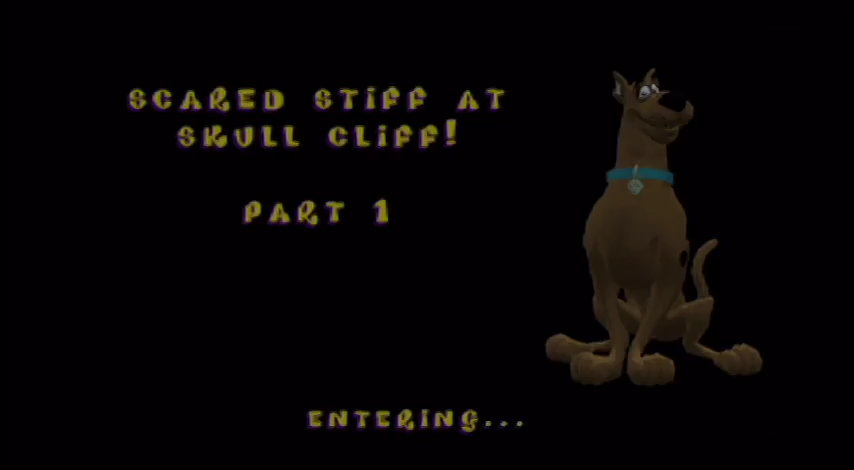 SCARED STIFF AT
SKULL CLIFF!
PART 1
ENTERING...